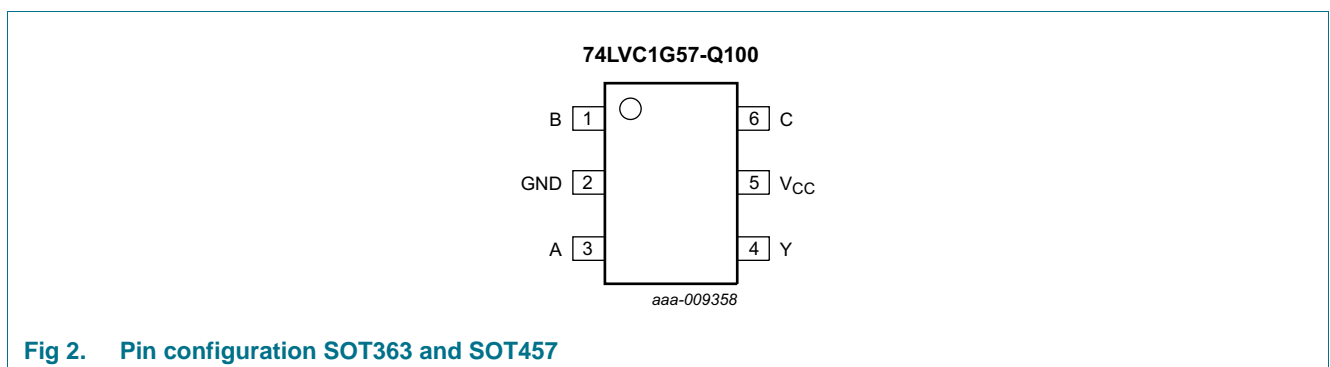 74LVC1G57-Q100
B 1 6 C
GND 2 5 VCC
A 3 4 Y
aaa-009358
Fig 2. Pin configuration SOT363 and SOT457